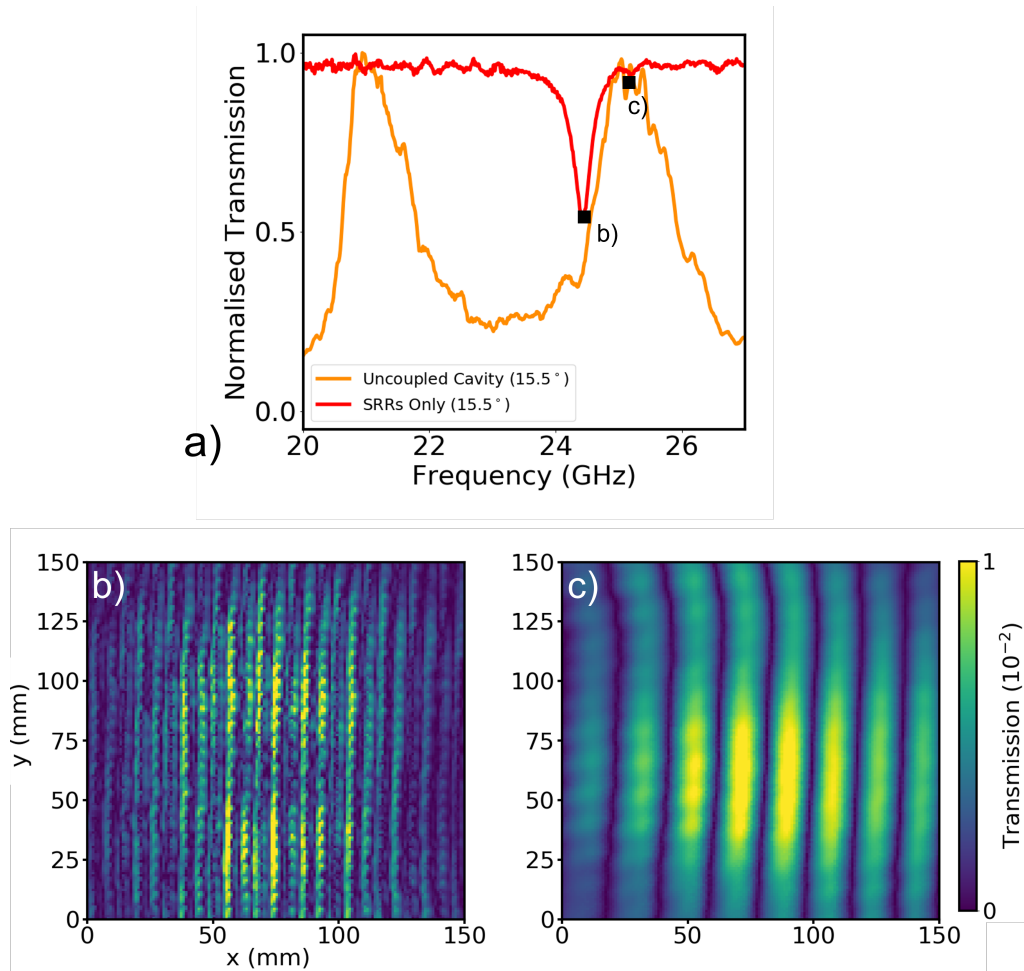 1.0
0.5
0.0
Normalised Transmission
c)
b)
Uncoupled Cavity (15.5°)
SRRs Only (15.5°)
a)
20 22 24 26
Frequency (GHz)
b)
150
125
100
75
50
25
0
y (mm)
0 50 100 150
x (mm)
c)
150
125
100
75
50
25
0
0 50 100 150
1
0
Transmission (10⁻²)